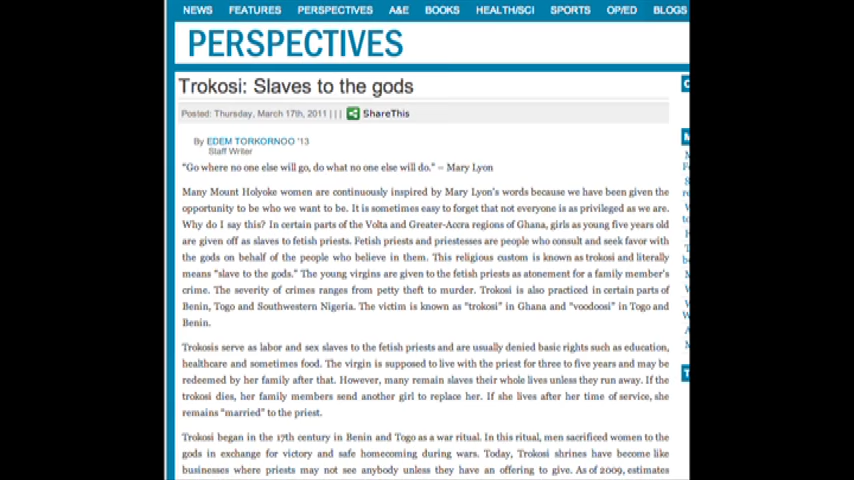 NEWS FEATURES PERSPECTIVES A&E BOOKS HEALTH/SCI SPORTS OP/ED BLOGS
PERSPECTIVES
Trokosi: Slaves to the gods
Posted: Thursday, March 17th, 2011 | | | ShareThis
By EDEM TORKORNOO '13
Staff Writer
“Go where no one else will go, do what no one else will do.” – Mary Lyon
Many Mount Holyoke women are continuously inspired by Mary Lyon’s words because we have been given the
opportunity to be who we want to be. It is sometimes easy to forget that not everyone is as privileged as we are.
Why do I say this? In certain parts of the Volta and Greater-Accra regions of Ghana, girls as young five years old
are given off as slaves to fetish priests. Fetish priests and priestesses are people who consult and seek favor with
the gods on behalf of the people who believe in them. This religious custom is known as trokosi and literally
means “slave to the gods.” The young virgins are given to the fetish priests as atonement for a family member’s
crime. The severity of crimes ranges from petty theft to murder. Trokosi is also practiced in certain parts of
Benin, Togo and Southwestern Nigeria. The victim is known as “trokosi” in Ghana and “voodoosi” in Togo and
Benin.
Trokosis serve as labor and sex slaves to the fetish priests and are usually denied basic rights such as education,
healthcare and sometimes food. The virgin is supposed to live with the priest for three to five years and may be
redeemed by her family after that. However, many remain slaves their whole lives unless they run away. If the
trokosi dies, her family members send another girl to replace her. If she lives after her time of service, she
remains “married” to the priest.
Trokosi began in the 17th century in Benin and Togo as a war ritual. In this ritual, men sacrificed women to the
gods in exchange for victory and safe homecoming during wars. Today, Trokosi shrines have become like
businesses where priests may not see anybody unless they have an offering to give. As of 2009, estimates